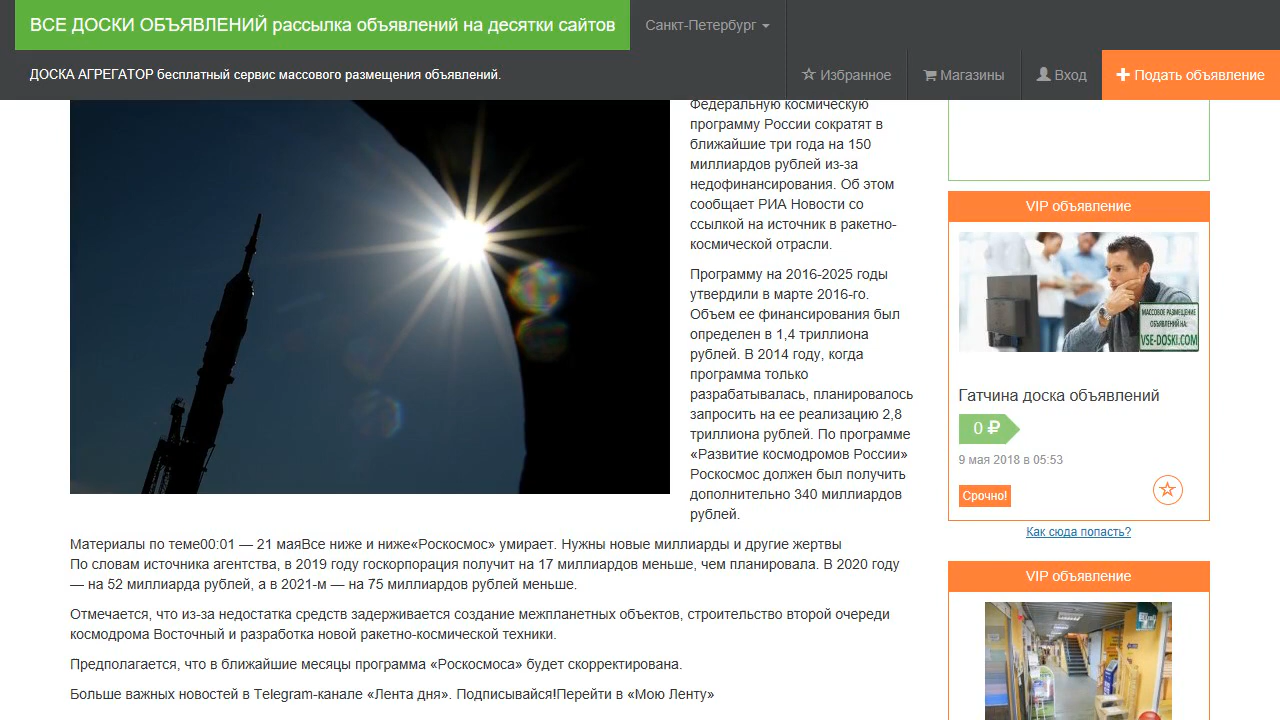 ВСЕ ДОСКИ ОБЪЯВЛЕНИЙ рассылка объявлений на десятки сайтов
Санкт-Петербург
ДОСКА АГРЕГАТОР бесплатный сервис массового размещения объявлений.
Избранное
Магазины
Вход
Подать объявление
Федеральную космическую
программу России сократят в
ближайшие три года на 150
миллиардов рублей из-за
недофинансирования. Об этом
сообщает РИА Новости со
ссылкой на источник в ракетно-
космической отрасли.
Программу на 2016-2025 годы
утвердили в марте 2016-го.
Объем ее финансирования был
определен в 1,4 триллиона
рублей. В 2014 году, когда
программа только
разрабатывалась, планировалось
запросить на ее реализацию 2,8
триллиона рублей. По программе
«Развитие космодромов России»
Роскосмос должен был получить
дополнительно 340 миллиардов
рублей.
Материалы по теме00:01 — 21 маяВсе ниже и ниже«Роскосмос» умирает. Нужны новые миллиарды и другие жертвы
По словам источника агентства, в 2019 году госкорпорация получит на 17 миллиардов меньше, чем планировала. В 2020 году
— на 52 миллиарда рублей, а в 2021-м — на 75 миллиардов рублей меньше.
Отмечается, что из-за недостатка средств задерживается создание межпланетных объектов, строительство второй очереди
космодрома Восточный и разработка новой ракетно-космической техники.
Предполагается, что в ближайшие месяцы программа «Роскосмоса» будет скорректирована.
Больше важных новостей в Telegram-канале «Лента дня». Подписывайся!Перейти в «Мою Ленту»
VIP объявление
МАССОВОЕ РАЗМЕЩЕНИЕ
ОБЪЯВЛЕНИЙ НА:
VSE-DOSKI.COM
Гатчина доска объявлений
0 ₽
9 мая 2018 в 05:53
Срочно!
Как сюда попасть?
VIP объявление